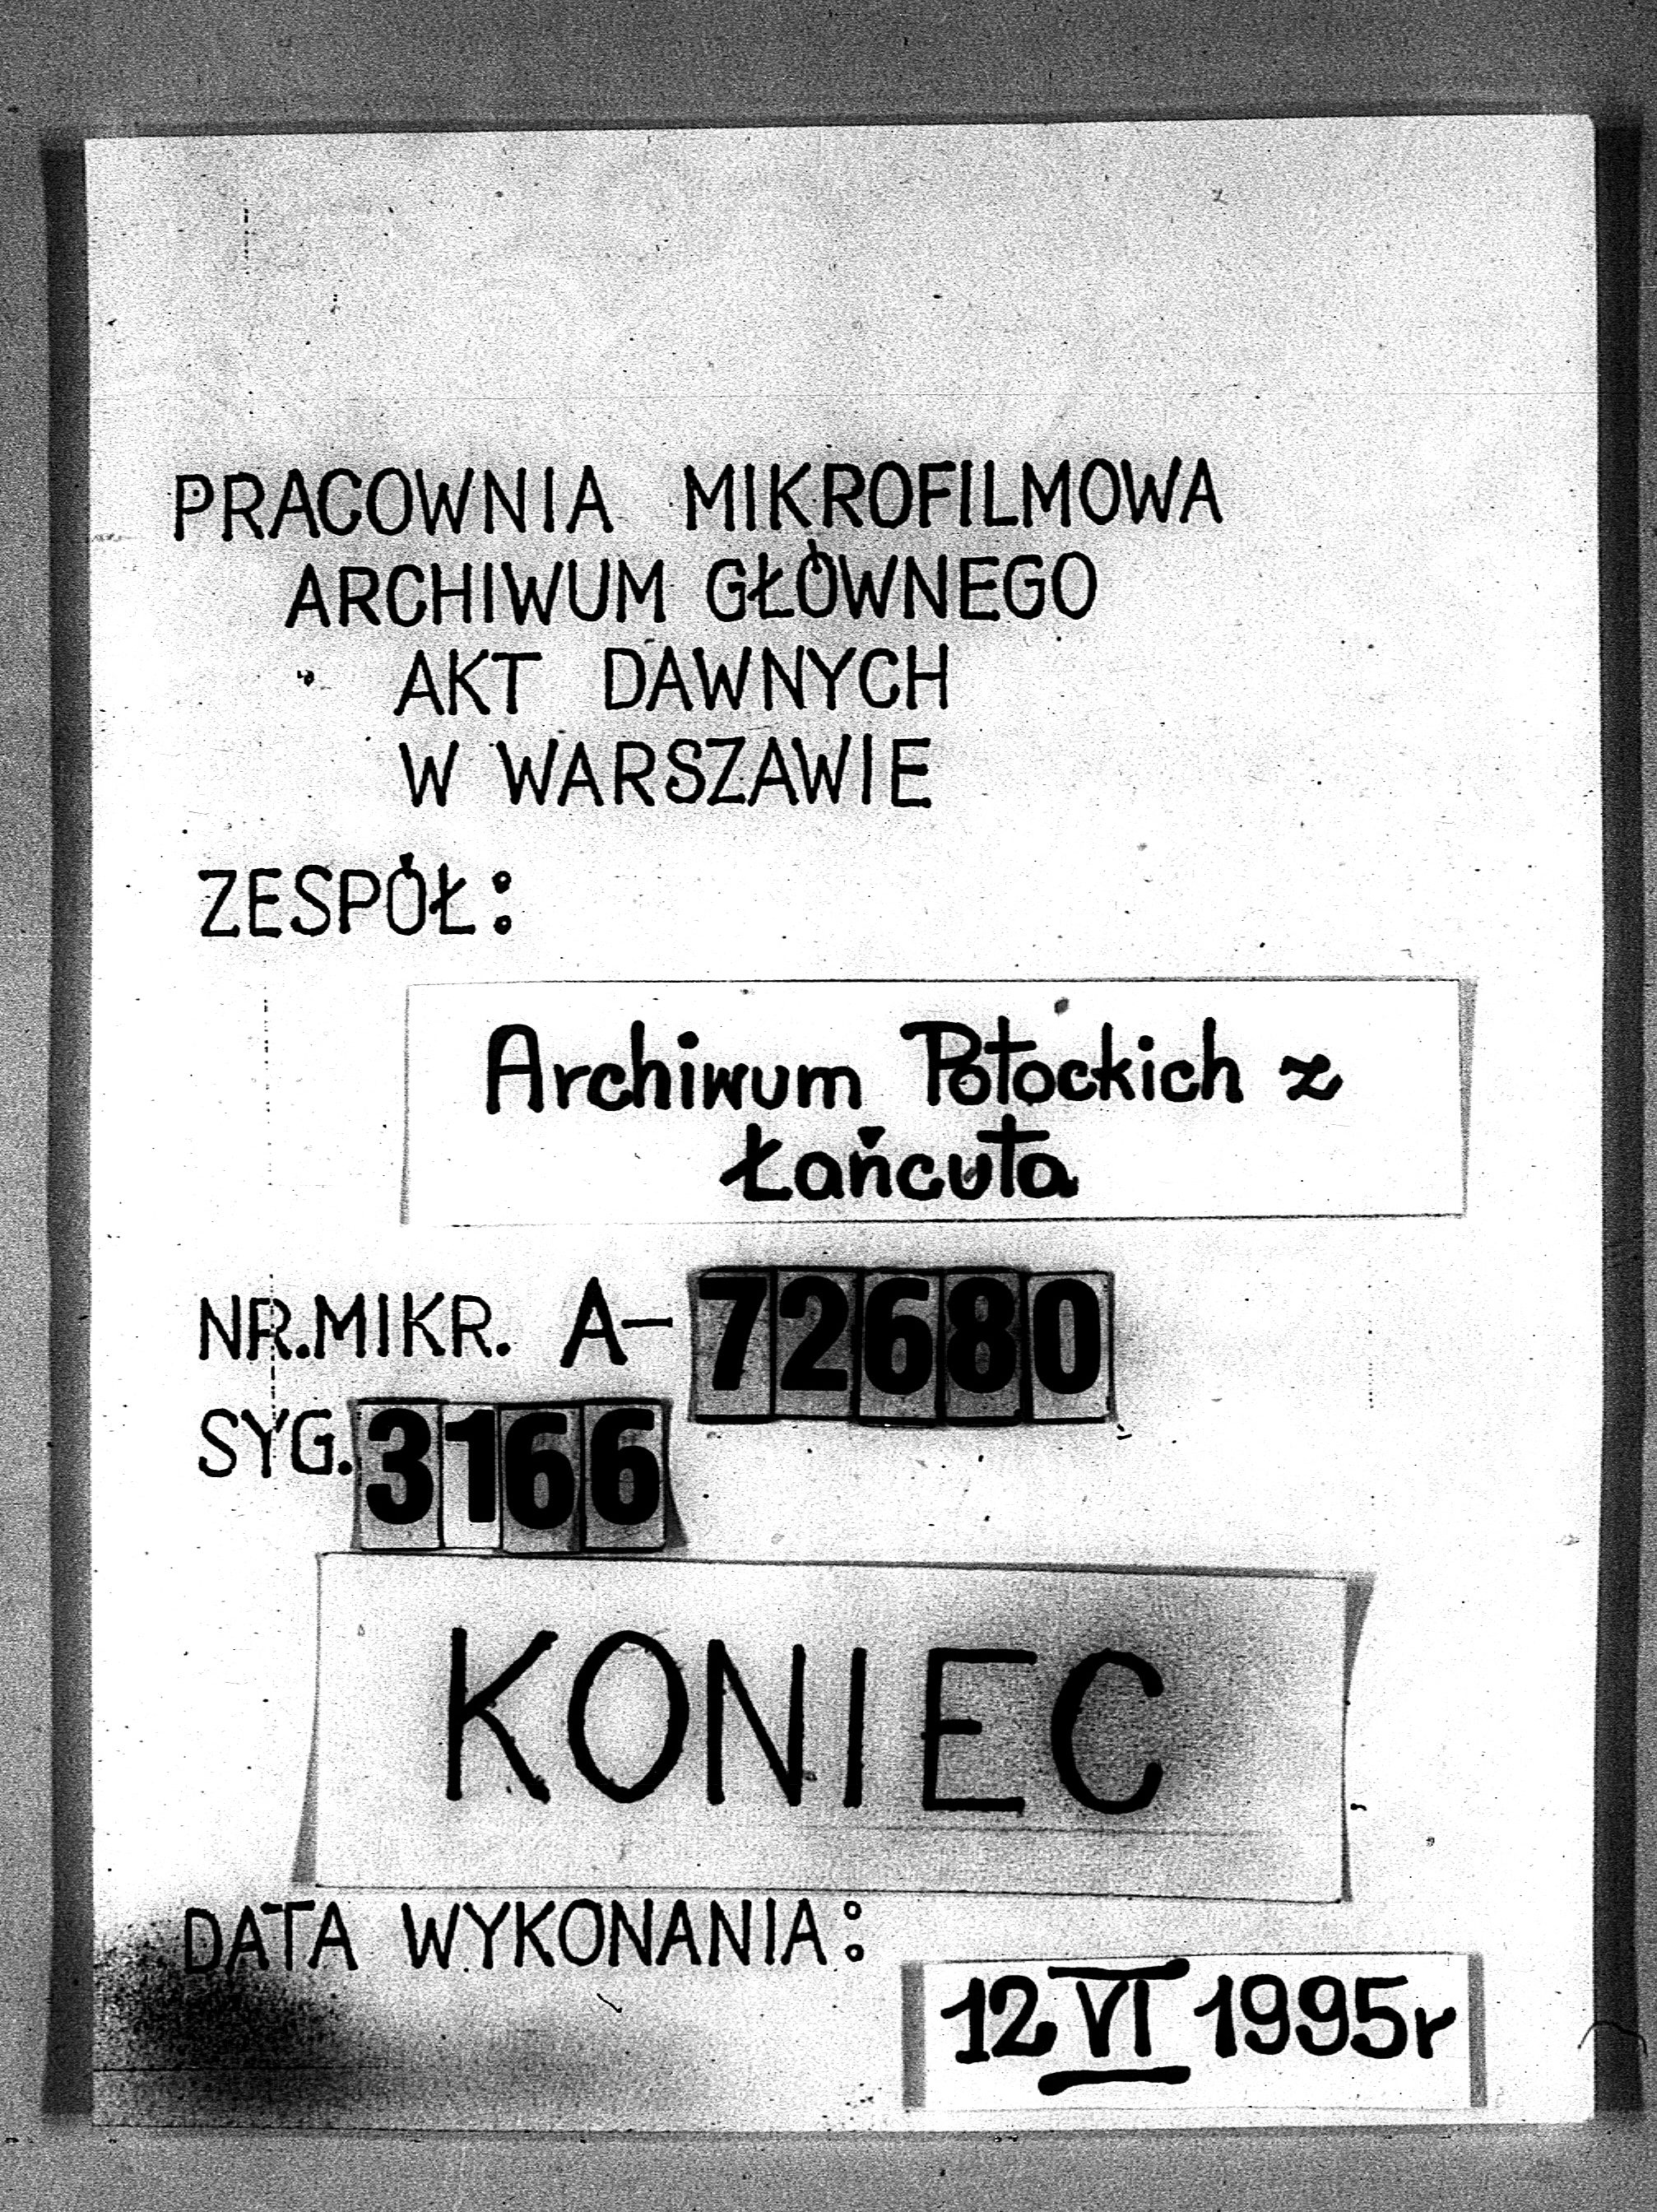 PRACOWNIA MIKROFILMOWA
ARCHIWUM GŁÓWNEGO
AKT DAWNYCH
W WARSZAWIE
ZESPÓŁ:
Archiwum Potockich z
Łańcuta
NR.MIKR. A-72680
SYG. 3166
KONIEC
DATA WYKONANIA:
12 VI 1995r